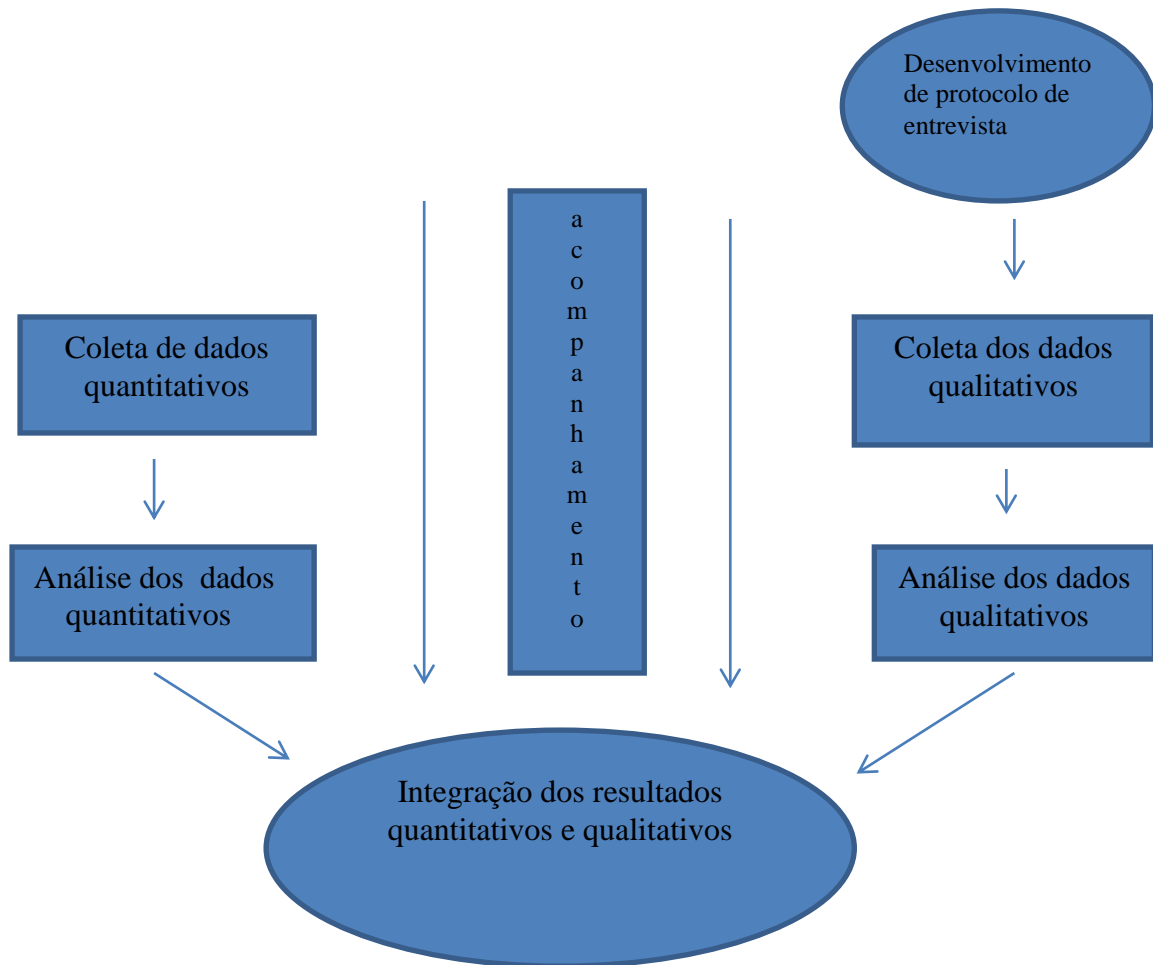 Desenvolvimento
de protocolo de
entrevista
a
c
o
m
p
a
n
h
a
m
e
n
t
o
Coleta de dados
quantitativos
Coleta dos dados
qualitativos
Análise dos dados
quantitativos
Análise dos dados
qualitativos
Integração dos resultados
quantitativos e qualitativos